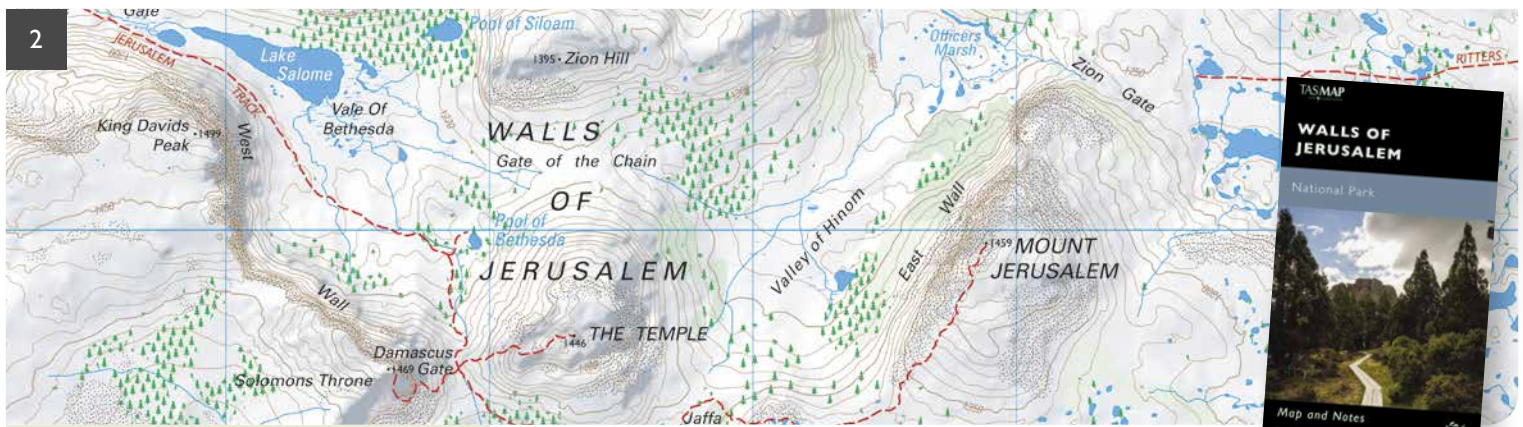 2
Gate
JERUSALEM
TRACK
Lake
Salome
Pool of Siloam
1395 Zion Hill
Officers
Marsh
Zion
Gate
1250
RITTERS
King Davids
Peak
1499
West
Wall
Vale Of
Bethesda
WALLS
Gate of the Chain
OF
JERUSALEM
Pool of
Bethesda
Valley of Hinom
East
Wall
1459 MOUNT
JERUSALEM
THE TEMPLE
1446
Damascus
Gate
1469
Solomons Throne
Jaffa
TASMAP
WALLS OF
JERUSALEM
National Park
Map and Notes